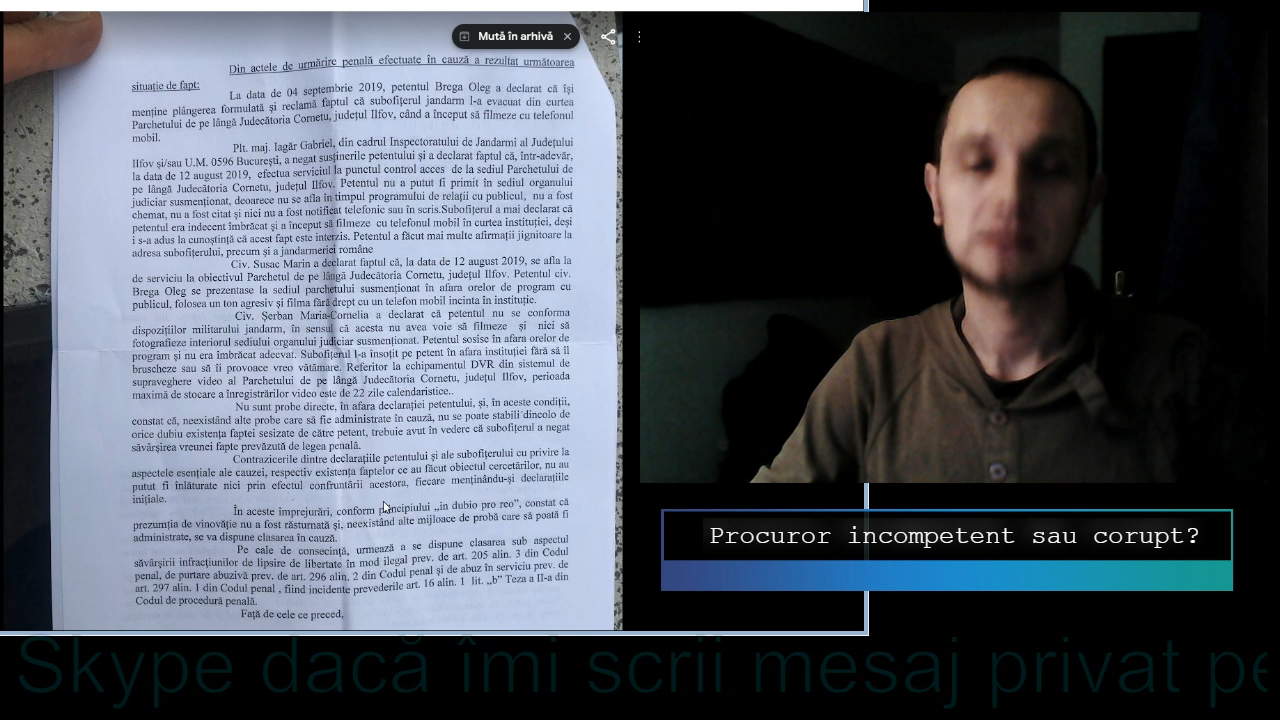 Mută în arhivă
Din actele de urmărire penală efectuate în cauză a rezultat următoarea
situație de fapt:
La data de 04 septembrie 2019, petentul Brega Oleg a declarat că își
menține plângerea formulată și reclamă faptul că subofițerul jandarm l-a evacuat din curtea
Parchetului de pe lângă Judecătoria Cornetu, județul Ilfov, când a început să filmeze cu telefonul
mobil.
Plt. maj. Iagăr Gabriel, din cadrul Inspectoratului de Jandarmi al Județului
Ilfov și/sau U.M. 0596 București, a negat susținerile petentului și a declarat faptul că, într-adevăr,
la data de 12 august 2019, efectua serviciul la punctul control acces de la sediul Parchetului de
pe lângă Judecătoria Cornetu, județul Ilfov. Petentul nu a putut fi primit în sediul organului
judiciar susmenționat, deoarece nu se afla în timpul programului de relații cu publicul, nu a fost
chemat, nu a fost citat și nici nu a fost notificat telefonic sau în scris.Subofițerul a mai declarat că
petentul era indecent îmbrăcat și a început să filmeze cu telefonul mobil în curtea instituției, deși
i s-a adus la cunoștință că acest fapt este interzis. Petentul a făcut mai multe afirmații jignitoare la
adresa subofițerului, precum și a jandarmeriei române
Civ. Susac Marin a declarat faptul că, la data de 12 august 2019, se afla la
de serviciu la obiectivul Parchetul de pe lângă Judecătoria Cornetu, județul Ilfov. Petentul civ.
Brega Oleg se prezentase la sediul parchetului susmenționat în afara orelor de program cu
publicul, folosea un ton agresiv și filma fără drept cu un telefon mobil incinta în instituție.
Civ. Șerban Maria-Cornelia a declarat că petentul nu se conforma
dispozițiilor militarului jandarm, în sensul că acesta nu avea voie să filmeze și nici să
fotografieze interiorul sediului organului judiciar susmenționat. Petentul sosise în afara orelor de
program și nu era îmbrăcat adecvat. Subofițerul l-a însoțit pe petent în afara instituției fără să îl
bruscheze sau să îi provoace vreo vătămare. Referitor la echipamentul DVR din sistemul de
supraveghere video al Parchetului de pe lângă Judecătoria Cornetu, județul Ilfov, perioada
maximă de stocare a înregistrărilor video este de 22 zile calendaristice..
Nu sunt probe directe, în afara declarației petentului, și, în aceste condiții,
constat că, neexistând alte probe care să fie administrate în cauză, nu se poate stabili dincolo de
orice dubiu existența faptei sesizate de către petent, trebuie avut în vedere că subofițerul a negat
săvârșirea vreunei fapte prevăzută de legea penală.
Contrazicerile dintre declarațiile petentului și ale subofițerului cu privire la
aspectele esențiale ale cauzei, respectiv existența faptelor ce au făcut obiectul cercetărilor, nu au
putut fi înlăturate nici prin efectul confruntării acestora, fiecare menținându-și declarațiile
inițiale.
În aceste împrejurări, conform principiului „in dubio pro reo”, constat că
prezumția de vinovăție nu a fost răsturnată și, neexistând alte mijloace de probă care să poată fi
administrate, se va dispune clasarea în cauză.
Pe cale de consecință, urmează a se dispune clasarea sub aspectul
săvârșirii infracțiunilor de lipsire de libertate în mod ilegal prev. de art. 205 alin. 3 din Codul
penal, de purtare abuzivă prev. de art. 296 alin. 2 din Codul penal și de abuz în serviciu prev. de
art. 297 alin. 1 din Codul penal , fiind incidente prevederile art. 16 alin. 1 lit. „b” Teza a II-a din
Codul de procedură penală.
Față de cele ce preced,
Procuror incompetent sau corupt?
Skype dacă îmi scrii mesaj privat pe